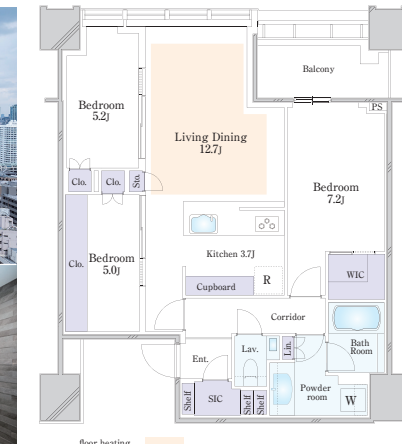 Balcony
Bedroom
5.2J
PS
Living Dining
12.7J
Clo.
Clo.
Sto.
Bedroom
7.2J
Clo.
Bedroom
5.0J
Kitchen 3.7J
Cupboard
R
WIC
Corridor
Ent.
Lav.
Lin.
Bath
Room
Shelf
SIC
Shelf
Shelf
Powder
room
W
floor heating